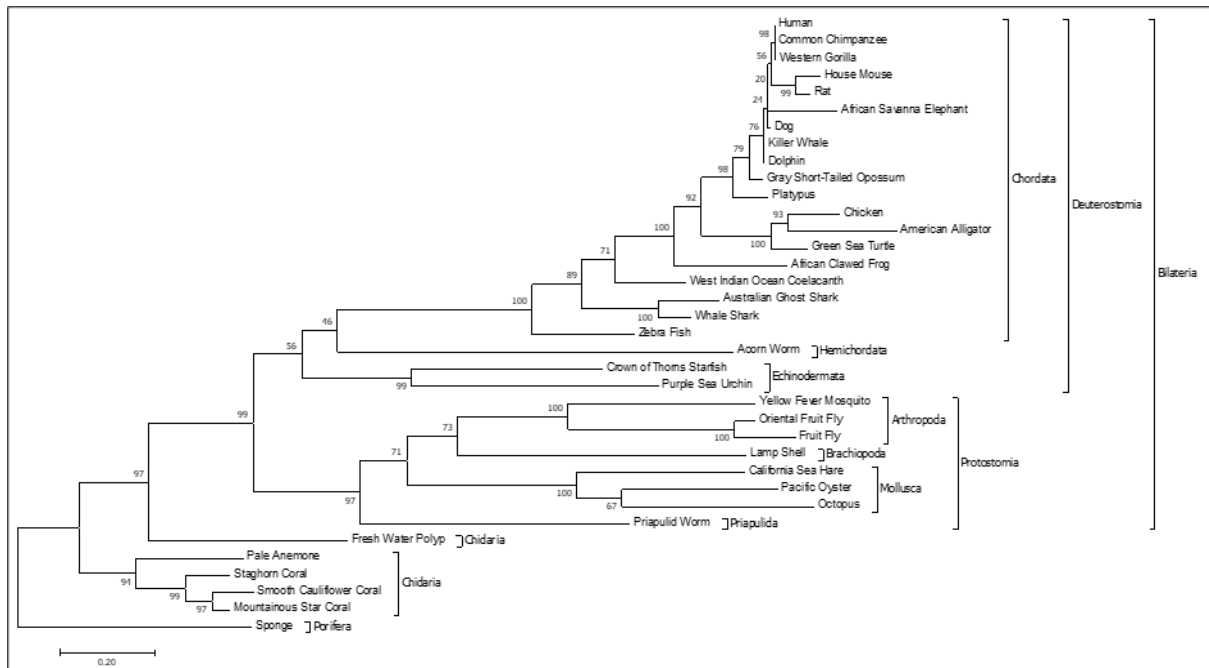 Human
98
Common Chimpanzee
56
Western Gorilla
20
House Mouse
99
Rat
24
African Savanna Elephant
76
Dog
79
Killer Whale
Dolphin
98
Gray Short-Tailed Opossum
Platypus
92
Chicken
93
American Alligator
100
Green Sea Turtle
100
African Clawed Frog
71
West Indian Ocean Coelacanth
89
Australian Ghost Shark
100
Whale Shark
100
Zebra Fish
46
Acorn Worm
Hemichordata
56
Crown of Thorns Starfish
99
Purple Sea Urchin
Echinodermata
Chordata
Deuterostomia
Bilateria
99
Yellow Fever Mosquito
100
Oriental Fruit Fly
100
Fruit Fly
Arthropoda
73
Lamp Shell
Brachiopoda
Protostomia
71
California Sea Hare
100
Pacific Oyster
67
Octopus
Mollusca
97
Priapulid Worm
Priapulida
97
Fresh Water Polyp
Chidaria
Pale Anemone
94
Staghorn Coral
99
Smooth Cauliflower Coral
97
Mountainous Star Coral
Chidaria
Sponge
Porifera
0.20